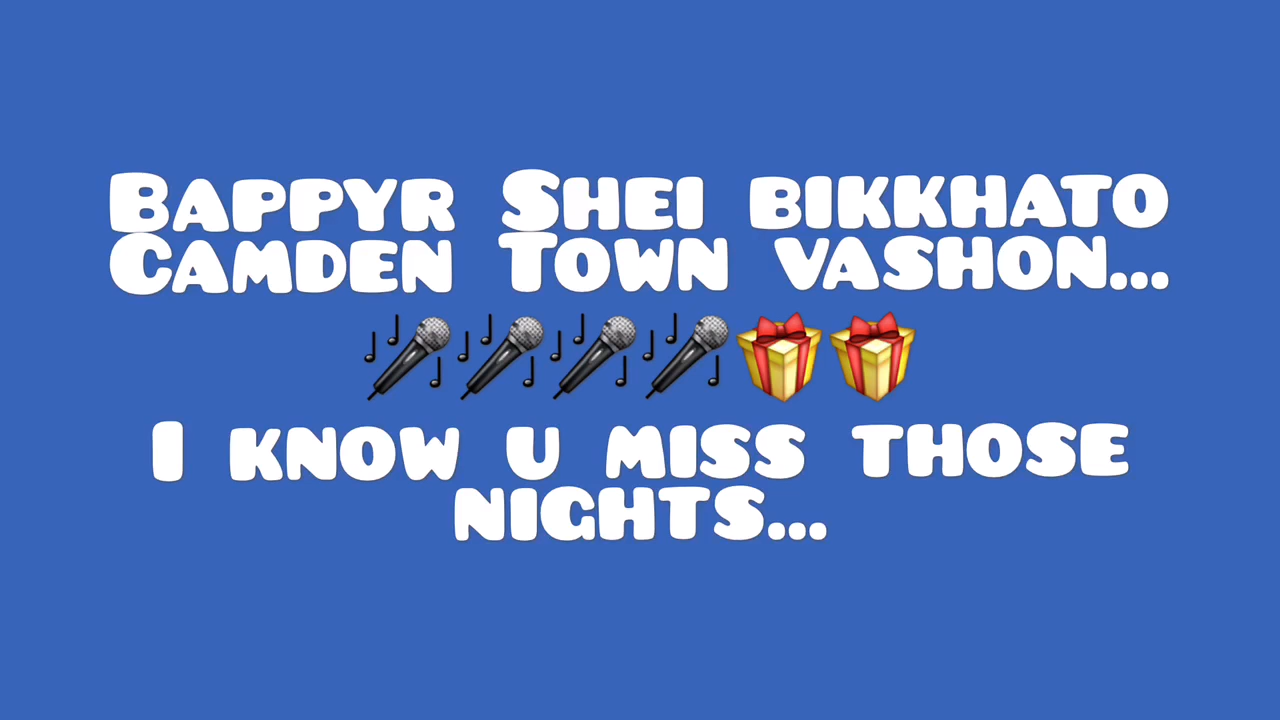 Bappyr Shei bikkhato
Camden Town vashon...
🎤🎤🎤🎤🎁🎁
I know u miss those
nights...